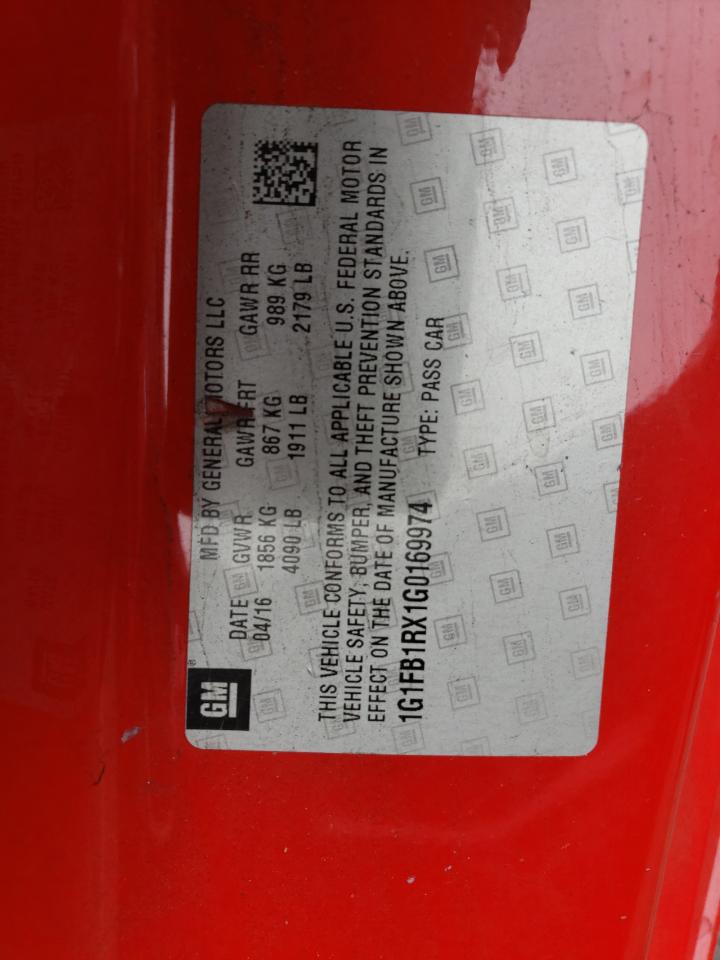 GM®
MFD BY GENERAL MOTORS LLC
DATE GVWR GAWR FRT GAWR RR
04/16 1856 KG 867 KG 989 KG
4090 LB 1911 LB 2179 LB
THIS VEHICLE CONFORMS TO ALL APPLICABLE U.S. FEDERAL MOTOR
VEHICLE SAFETY, BUMPER, AND THEFT PREVENTION STANDARDS IN
EFFECT ON THE DATE OF MANUFACTURE SHOWN ABOVE.
1G1FB1RX1G0169974 TYPE: PASS CAR